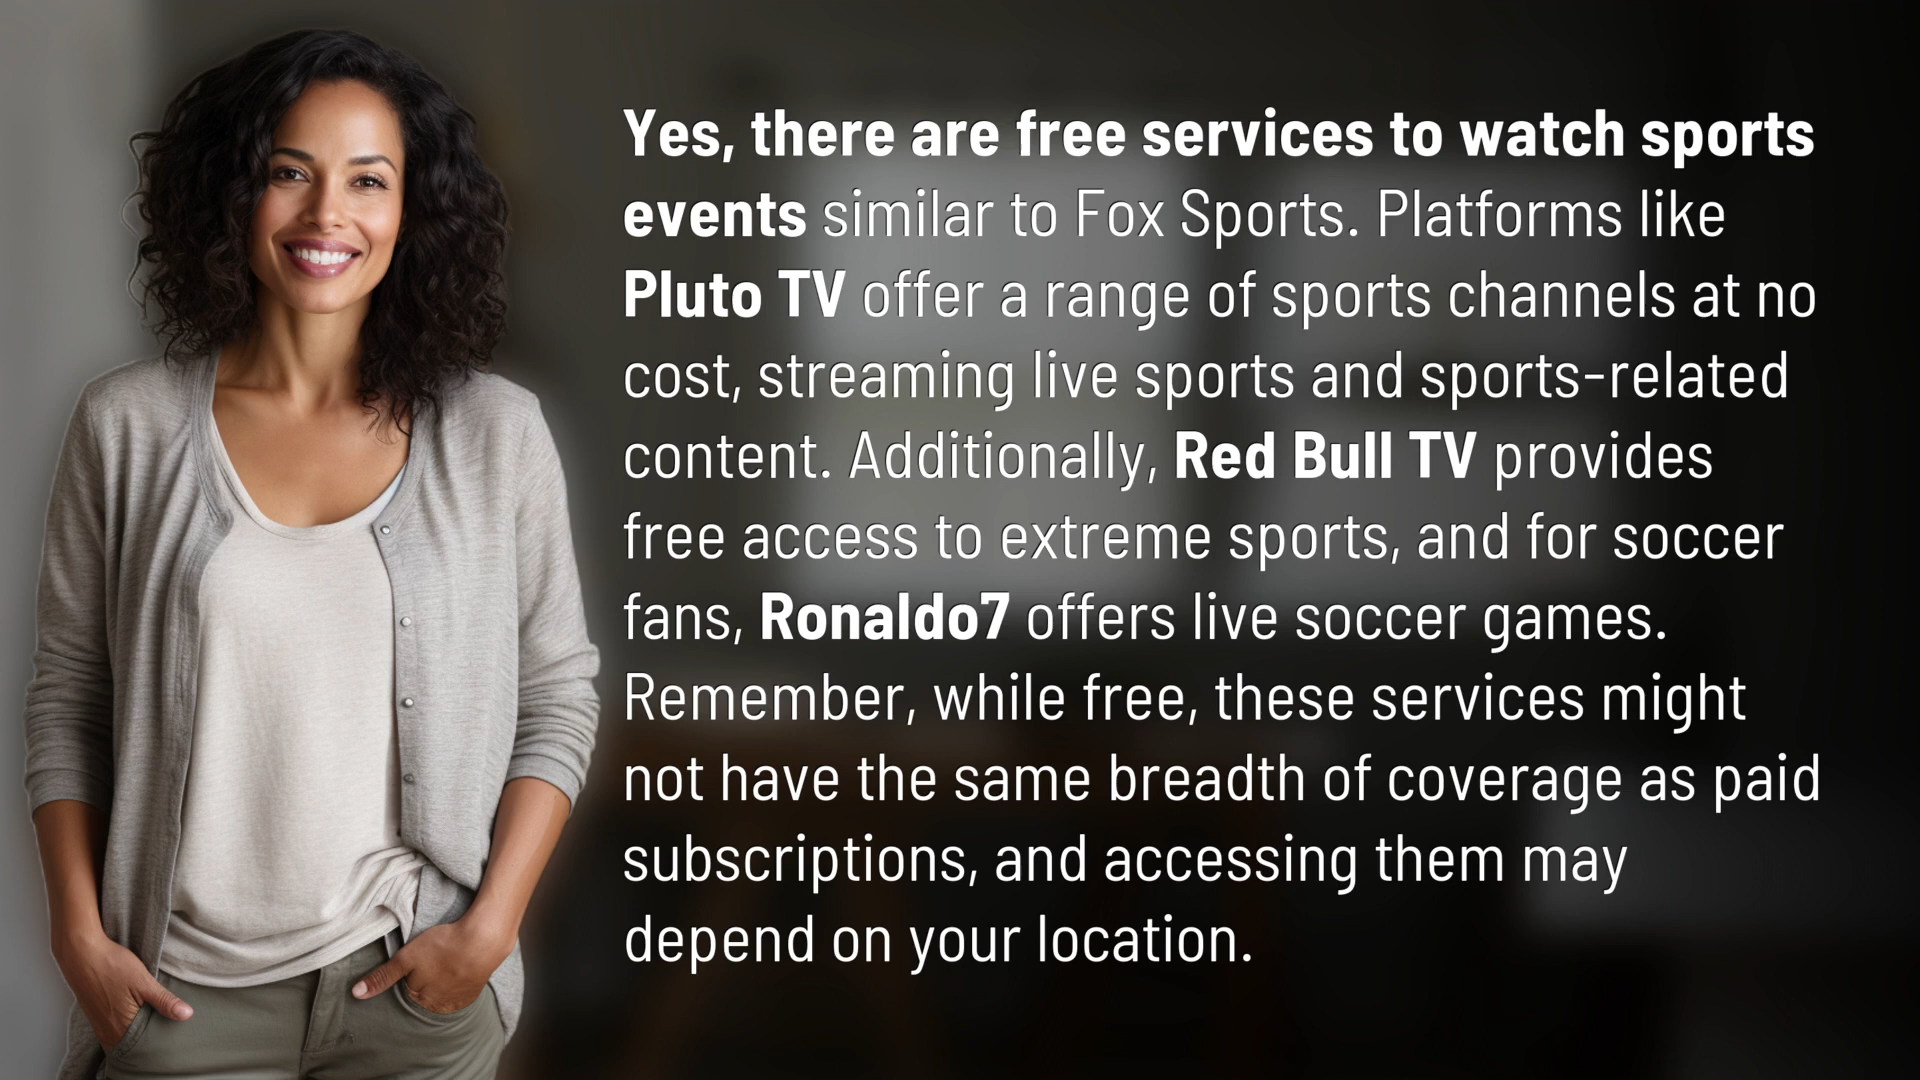 Yes, there are free services to watch sports
events similar to Fox Sports. Platforms like
Pluto TV offer a range of sports channels at no
cost, streaming live sports and sports-related
content. Additionally, Red Bull TV provides
free access to extreme sports, and for soccer
fans, Ronaldo7 offers live soccer games.
Remember, while free, these services might
not have the same breadth of coverage as paid
subscriptions, and accessing them may
depend on your location.